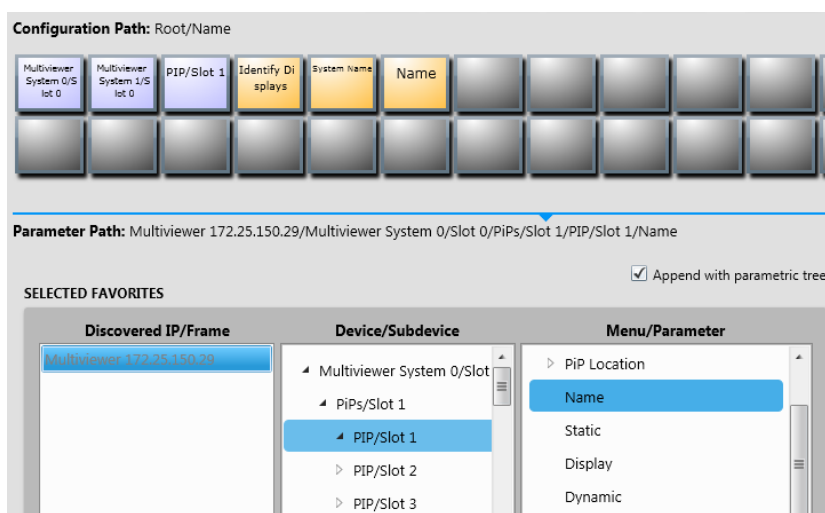 Configuration Path: Root/Name
Multiviewer
System 0/S
lot 0
Multiviewer
System 1/S
lot 0
PIP/Slot 1
Identify Di
splays
System Name
Name
Parameter Path: Multiviewer 172.25.150.29/Multiviewer System 0/Slot 0/PiPs/Slot 1/PIP/Slot 1/Name
Append with parametric tree
SELECTED FAVORITES
Discovered IP/Frame
Device/Subdevice
Menu/Parameter
Multiviewer 172.25.150.29
Multiviewer System 0/Slot
PiPs/Slot 1
PIP/Slot 1
PIP/Slot 2
PIP/Slot 3
PiP Location
Name
Static
Display
Dynamic